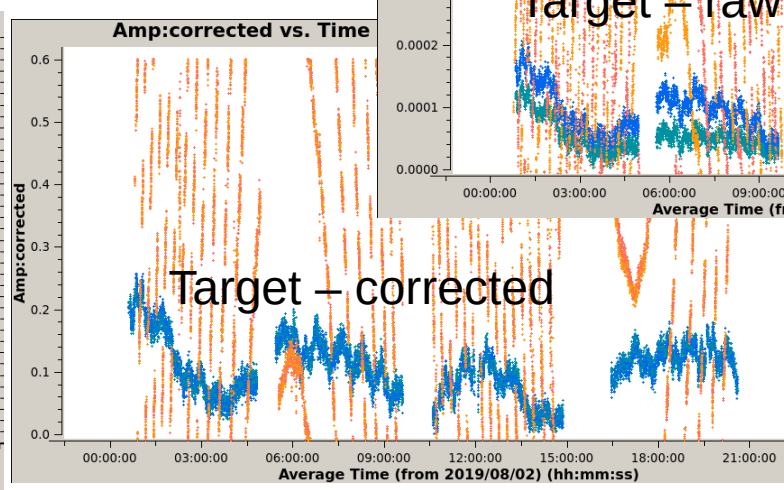 Target – raw
0.0002
0.0001
0.0000
00:00:00 03:00:00 06:00:00 09:00:00
Average Time (fr
Amp:corrected vs. Time
0.6
0.5
0.4
0.3
0.2
0.1
0.0
Amp:corrected
Target – corrected
00:00:00 03:00:00 06:00:00 09:00:00 12:00:00 15:00:00 18:00:00 21:00:00
Average Time (from 2019/08/02) (hh:mm:ss)